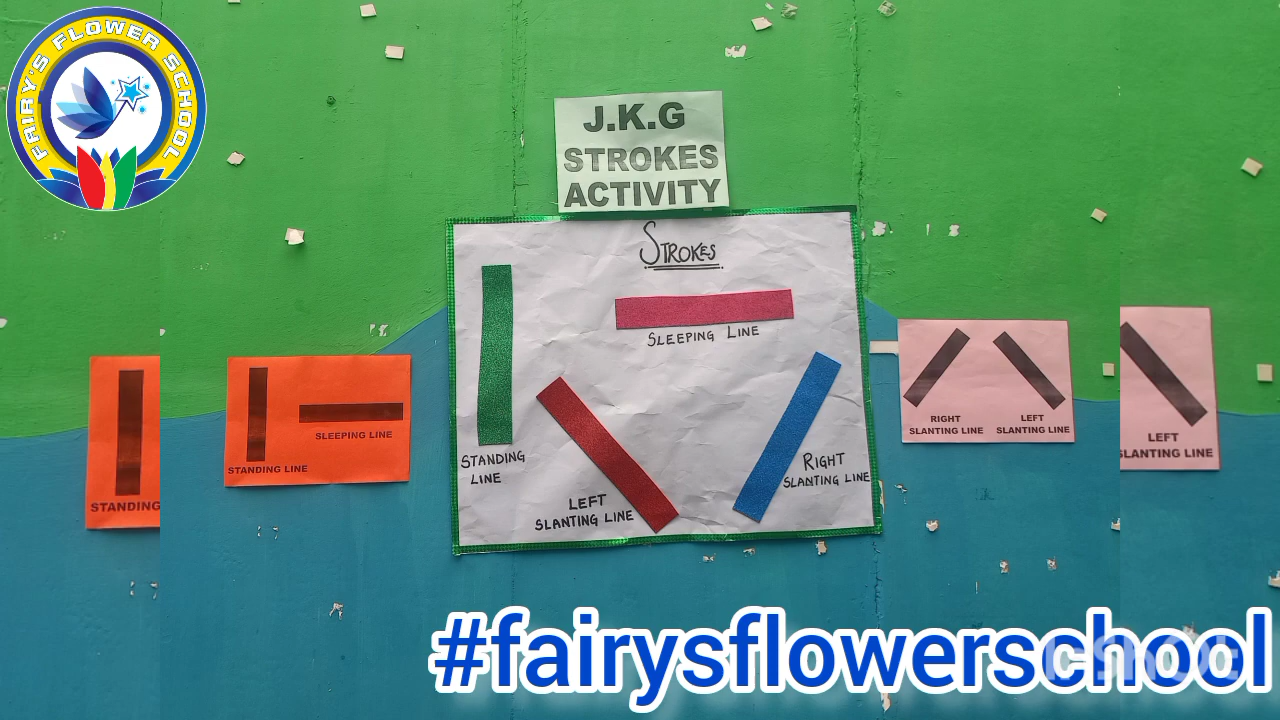 FAIRY'S FLOWER SCHOOL
J.K.G
STROKES
ACTIVITY
STROKES
SLEEPING LINE
STANDING
LINE
LEFT
SLANTING LINE
RIGHT
SLANTING LINE
STANDING
STANDING LINE
SLEEPING LINE
RIGHT
SLANTING LINE
LEFT
SLANTING LINE
LEFT
SLANTING LINE
#fairysflowerschool